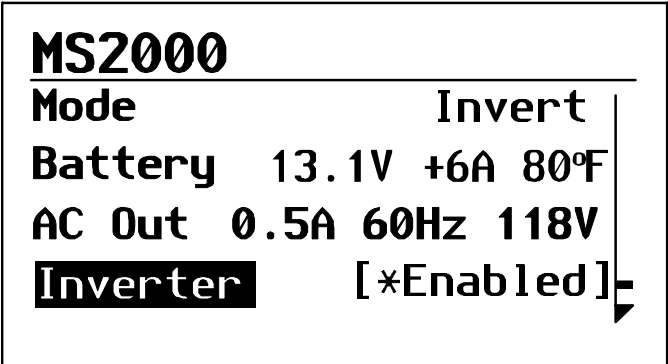 MS2000
Mode Invert
Battery 13.1V +6A 80ºF
AC Out 0.5A 60Hz 118V
Inverter [*Enabled]